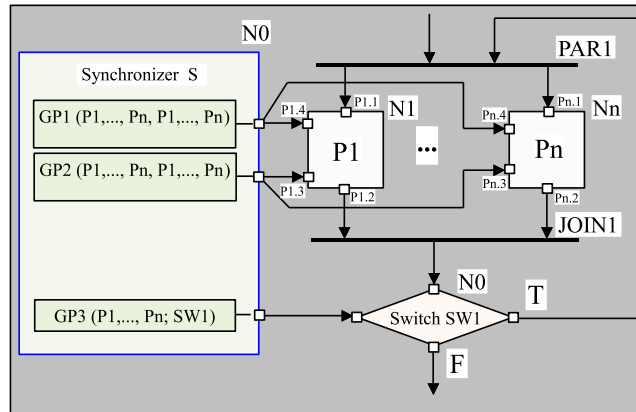 N0
PAR1
Synchronizer S
GP1 (P1,..., Pn, P1,..., Pn)
P1.4
P1.1
N1
Pn.4
Pn.1
Nn
P1
...
Pn
GP2 (P1,..., Pn, P1,..., Pn)
P1.3
P1.2
Pn.3
Pn.2
JOIN1
N0
GP3 (P1,..., Pn; SW1)
Switch SW1
T
F